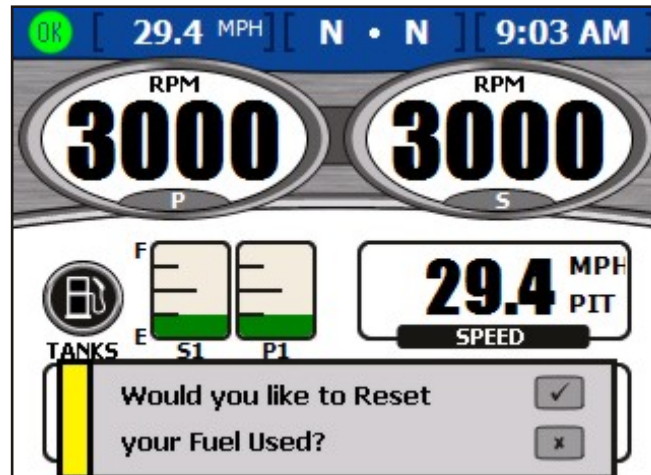 OK [ 29.4 MPH ] [ N • N ] [ 9:03 AM ]
RPM RPM
3000 3000
P S
F
E
TANKS S1 P1
29.4 MPH
PIT
SPEED
Would you like to Reset ✓
your Fuel Used? x